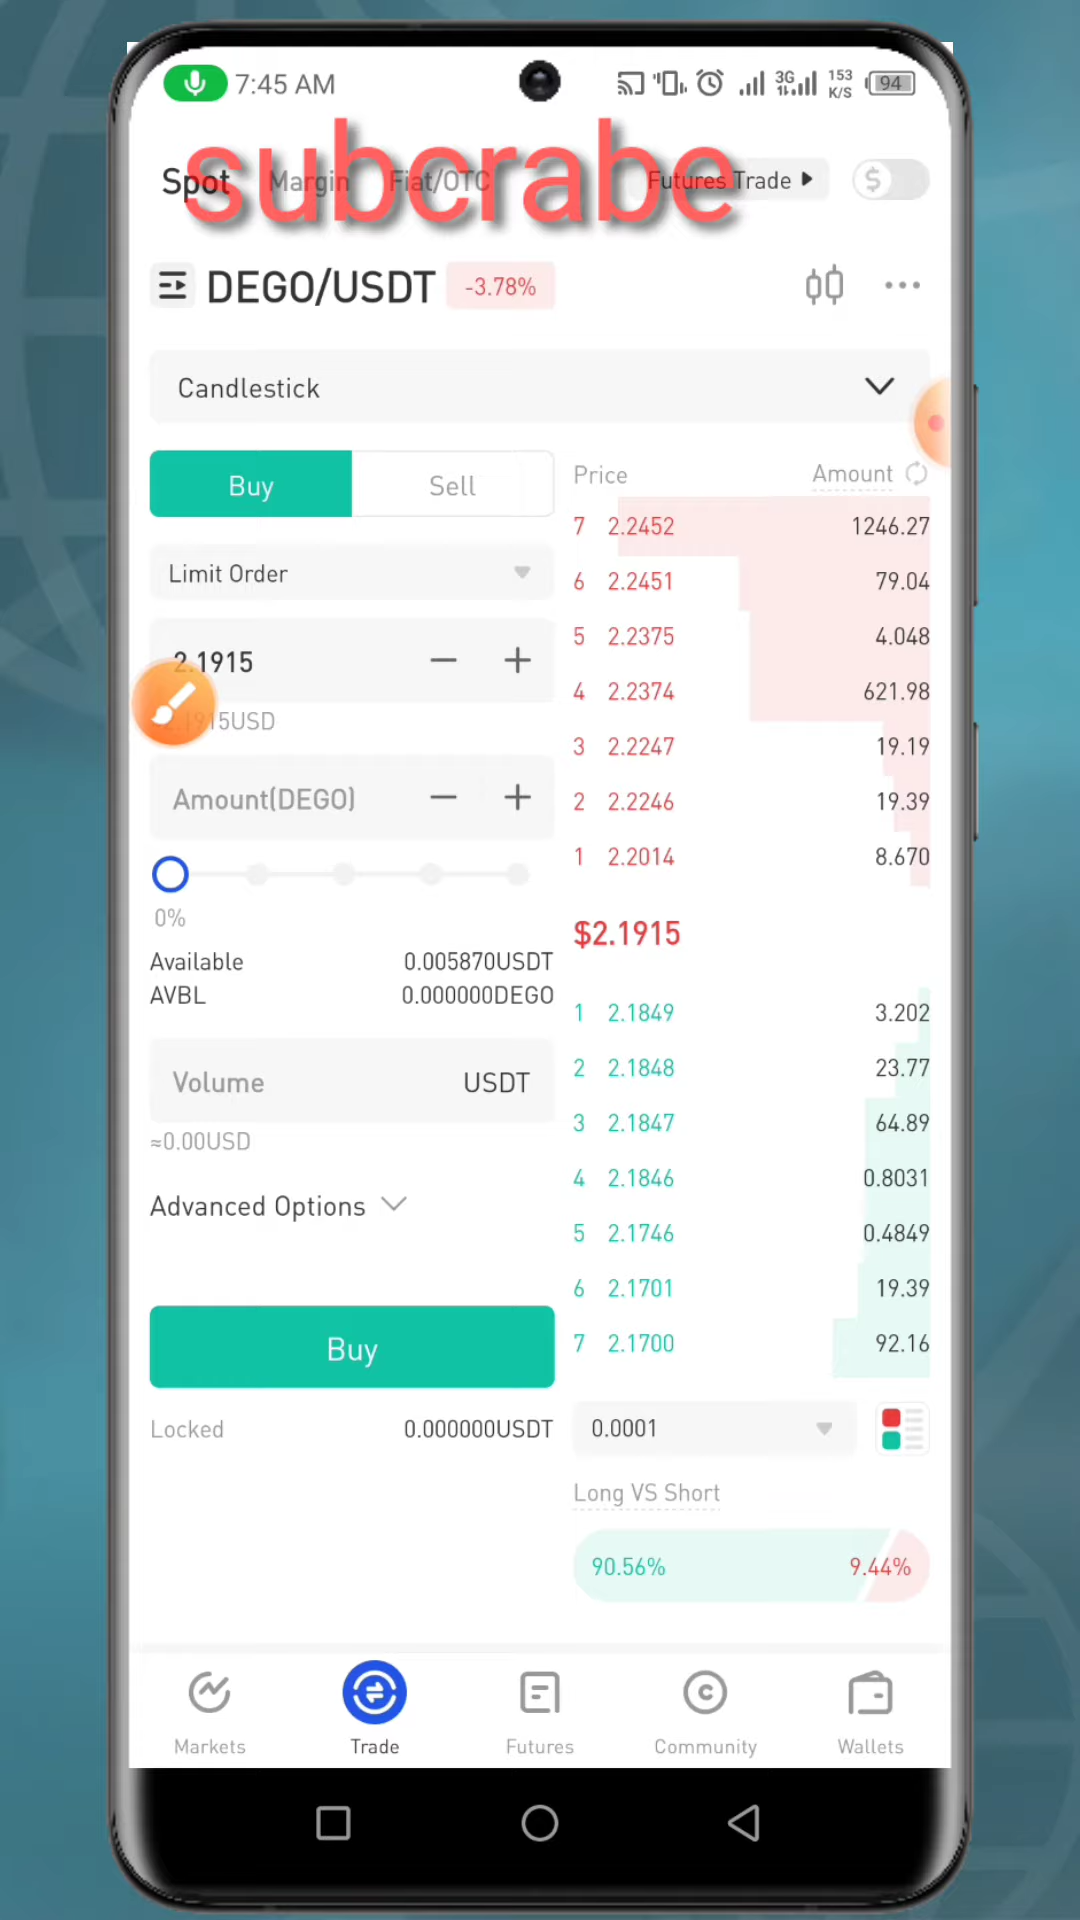 7:45 AM 3G 153 K/S 94
subcrabe
Spot Margin Fiat/OTC Futures Trade $
DEGO/USDT -3.78%
Candlestick
Buy Sell
Limit Order
2.1915
1915USD
Amount(DEGO)
0%
Available 0.005870USDT
AVBL 0.000000DEGO
Volume USDT
≈0.00USD
Advanced Options
Buy
Locked 0.000000USDT
Price Amount
7 2.2452 1246.27
6 2.2451 79.04
5 2.2375 4.048
4 2.2374 621.98
3 2.2247 19.19
2 2.2246 19.39
1 2.2014 8.670
$2.1915
1 2.1849 3.202
2 2.1848 23.77
3 2.1847 64.89
4 2.1846 0.8031
5 2.1746 0.4849
6 2.1701 19.39
7 2.1700 92.16
0.0001
Long VS Short
90.56% 9.44%
Markets Trade Futures Community Wallets